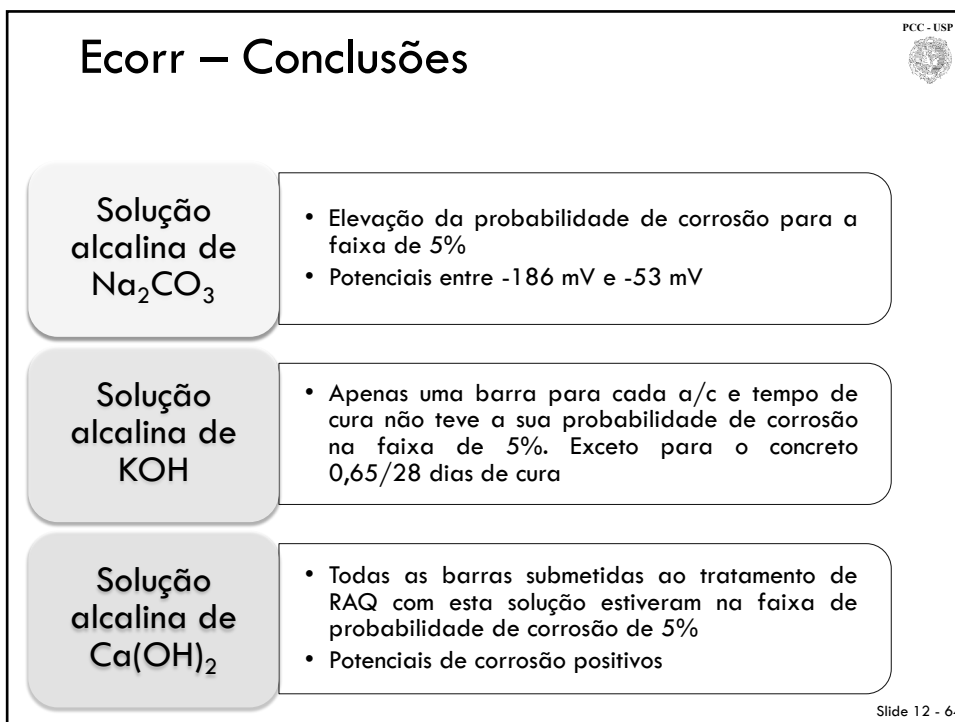 PCC - USP
Ecorr – Conclusões
Solução
alcalina de
Na₂CO₃
• Elevação da probabilidade de corrosão para a
faixa de 5%
• Potenciais entre -186 mV e -53 mV
Solução
alcalina de
KOH
• Apenas uma barra para cada a/c e tempo de
cura não teve a sua probabilidade de corrosão
na faixa de 5%. Exceto para o concreto
0,65/28 dias de cura
Solução
alcalina de
Ca(OH)₂
• Todas as barras submetidas ao tratamento de
RAQ com esta solução estiveram na faixa de
probabilidade de corrosão de 5%
• Potenciais de corrosão positivos
Slide 12 - 6